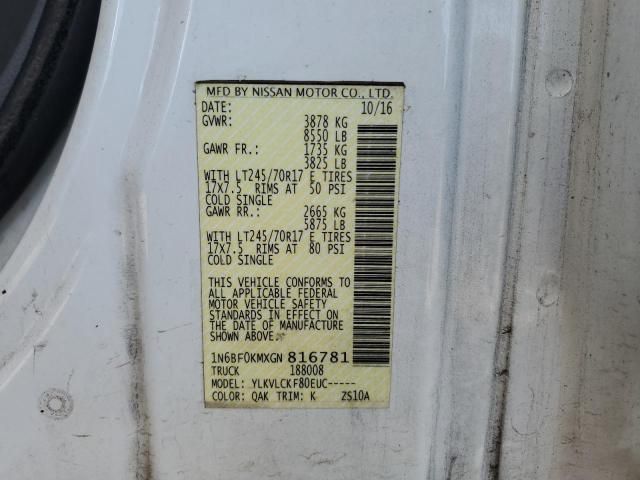 MFD BY NISSAN MOTOR CO., LTD.
DATE: 10/16
GVWR: 3878 KG
8550 LB
GAWR FR.: 1735 KG
3825 LB
WITH LT245/70R17 E TIRES
17X7.5 RIMS AT 50 PSI
COLD SINGLE
GAWR RR.: 2665 KG
5875 LB
WITH LT245/70R17 E TIRES
17X7.5 RIMS AT 80 PSI
COLD SINGLE
THIS VEHICLE CONFORMS TO
ALL APPLICABLE FEDERAL
MOTOR VEHICLE SAFETY
STANDARDS IN EFFECT ON
THE DATE OF MANUFACTURE
SHOWN ABOVE.
1N6BF0KMXGN 816781
TRUCK 188008
MODEL: YLKVLCKF80EUC-----
COLOR: QAK TRIM: K ZS10A